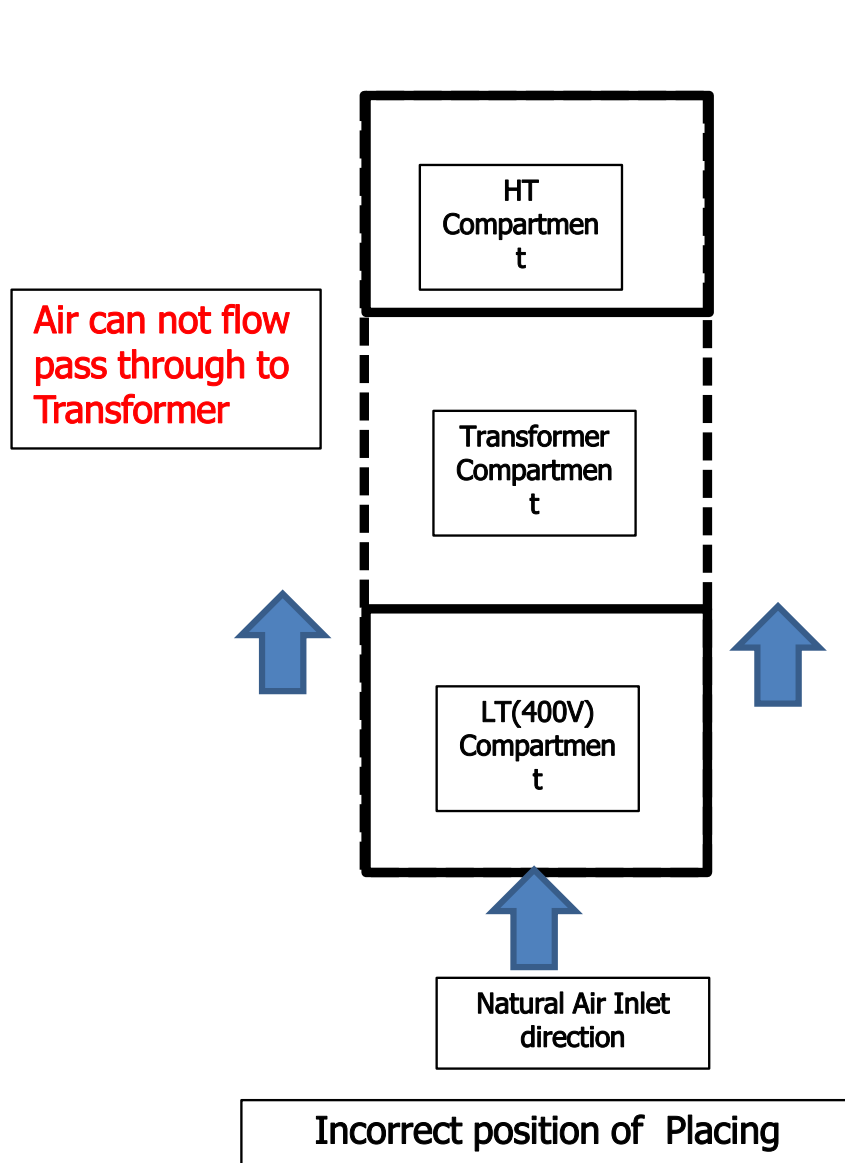 HT
Compartmen
t
Air can not flow
pass through to
Transformer
Transformer
Compartmen
t
LT(400V)
Compartmen
t
Natural Air Inlet
direction
Incorrect position of  Placing